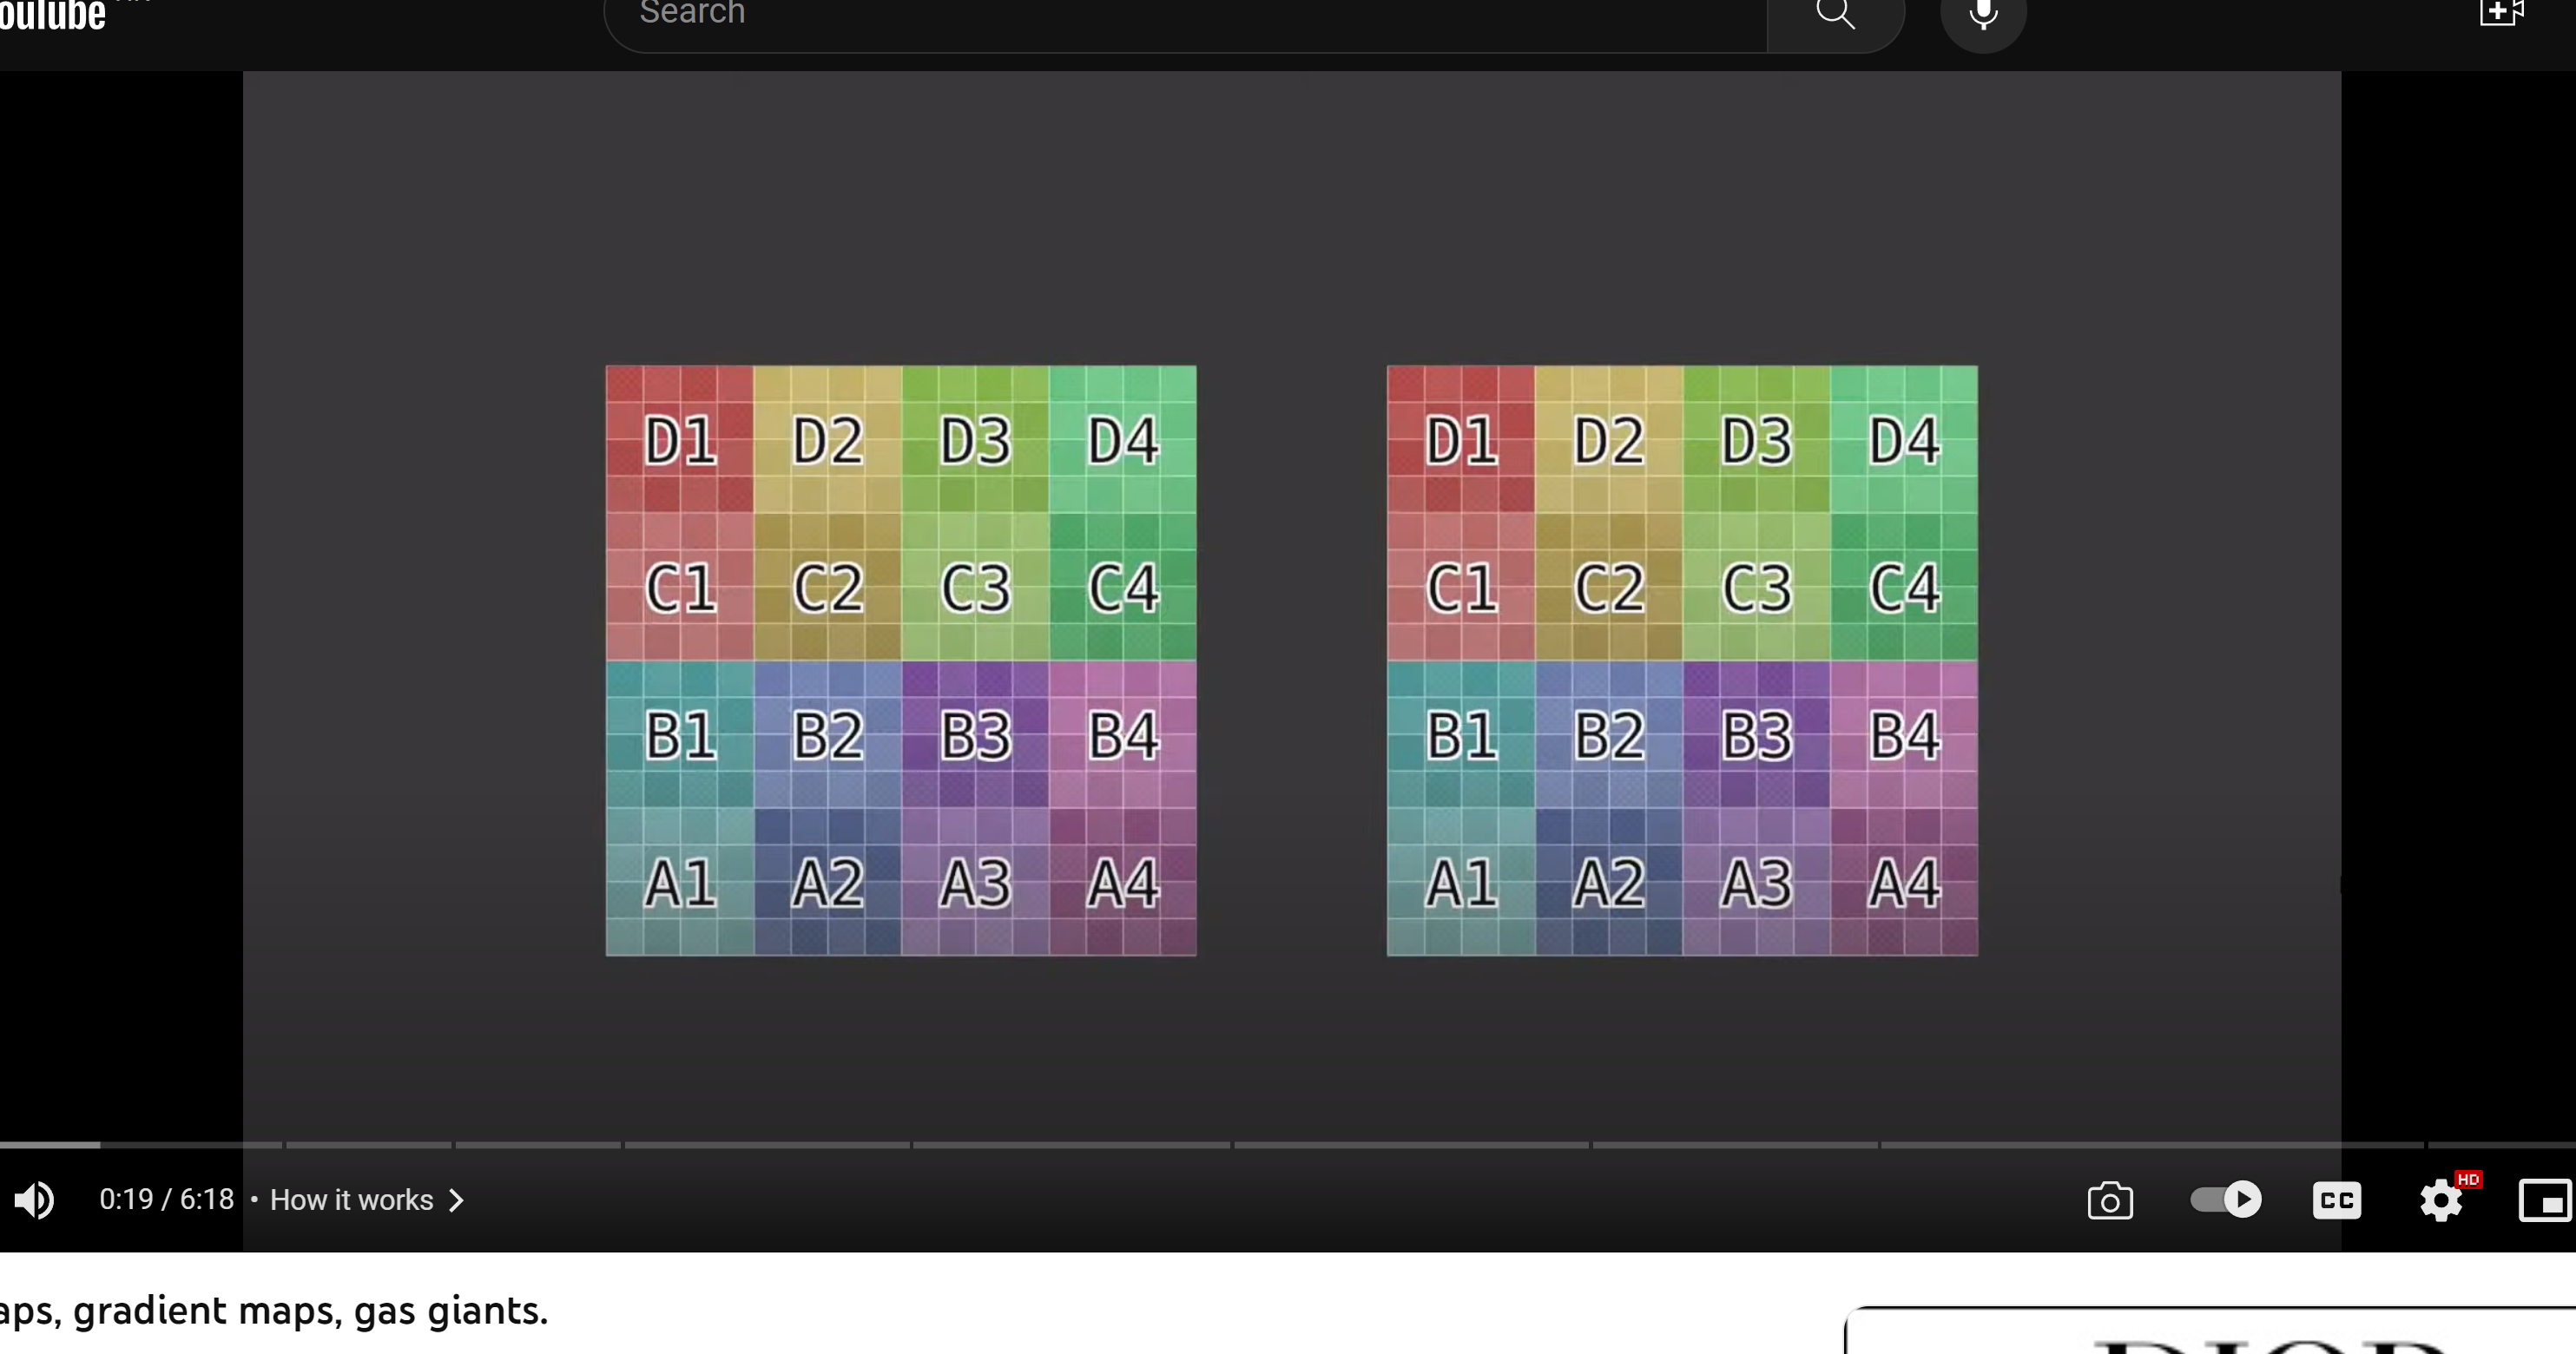 ouTube
Search
D1 D2 D3 D4
C1 C2 C3 C4
B1 B2 B3 B4
A1 A2 A3 A4
D1 D2 D3 D4
C1 C2 C3 C4
B1 B2 B3 B4
A1 A2 A3 A4
0:19 / 6:18 • How it works
CC
HD
aps, gradient maps, gas giants.
DIOR